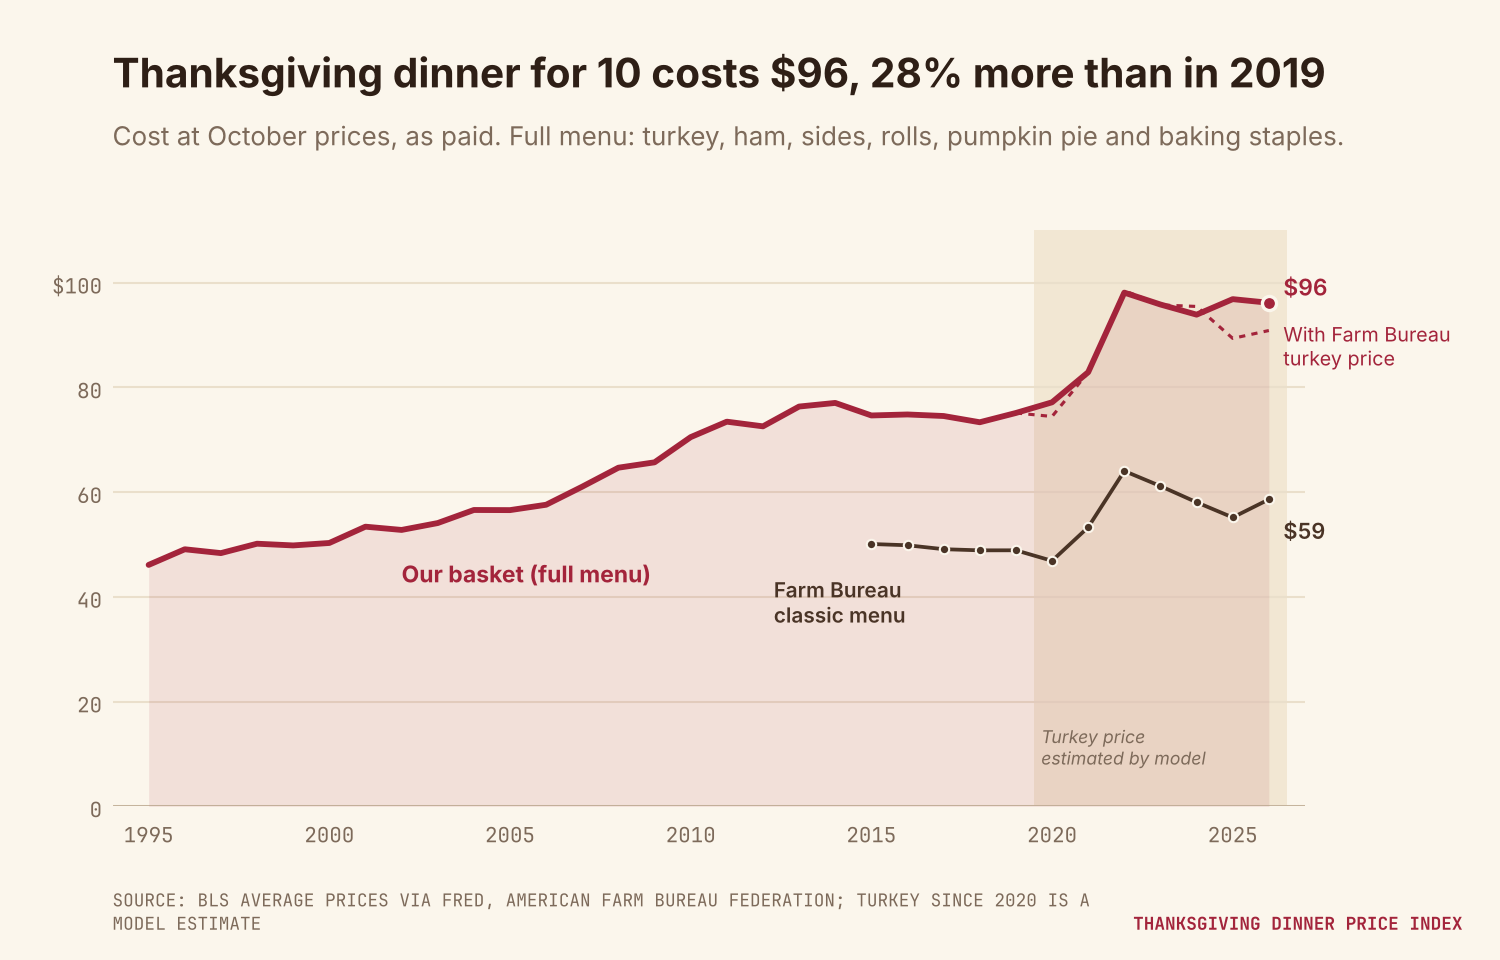 Thanksgiving dinner for 10 costs $96, 28% more than in 2019
Cost at October prices, as paid. Full menu: turkey, ham, sides, rolls, pumpkin pie and baking staples.
$100
80
60
40
20
0
$96
With Farm Bureau
turkey price
$59
Our basket (full menu)
Farm Bureau
classic menu
Turkey price
estimated by model
1995
2000
2005
2010
2015
2020
2025
SOURCE: BLS AVERAGE PRICES VIA FRED, AMERICAN FARM BUREAU FEDERATION; TURKEY SINCE 2020 IS A
MODEL ESTIMATE
THANKSGIVING DINNER PRICE INDEX